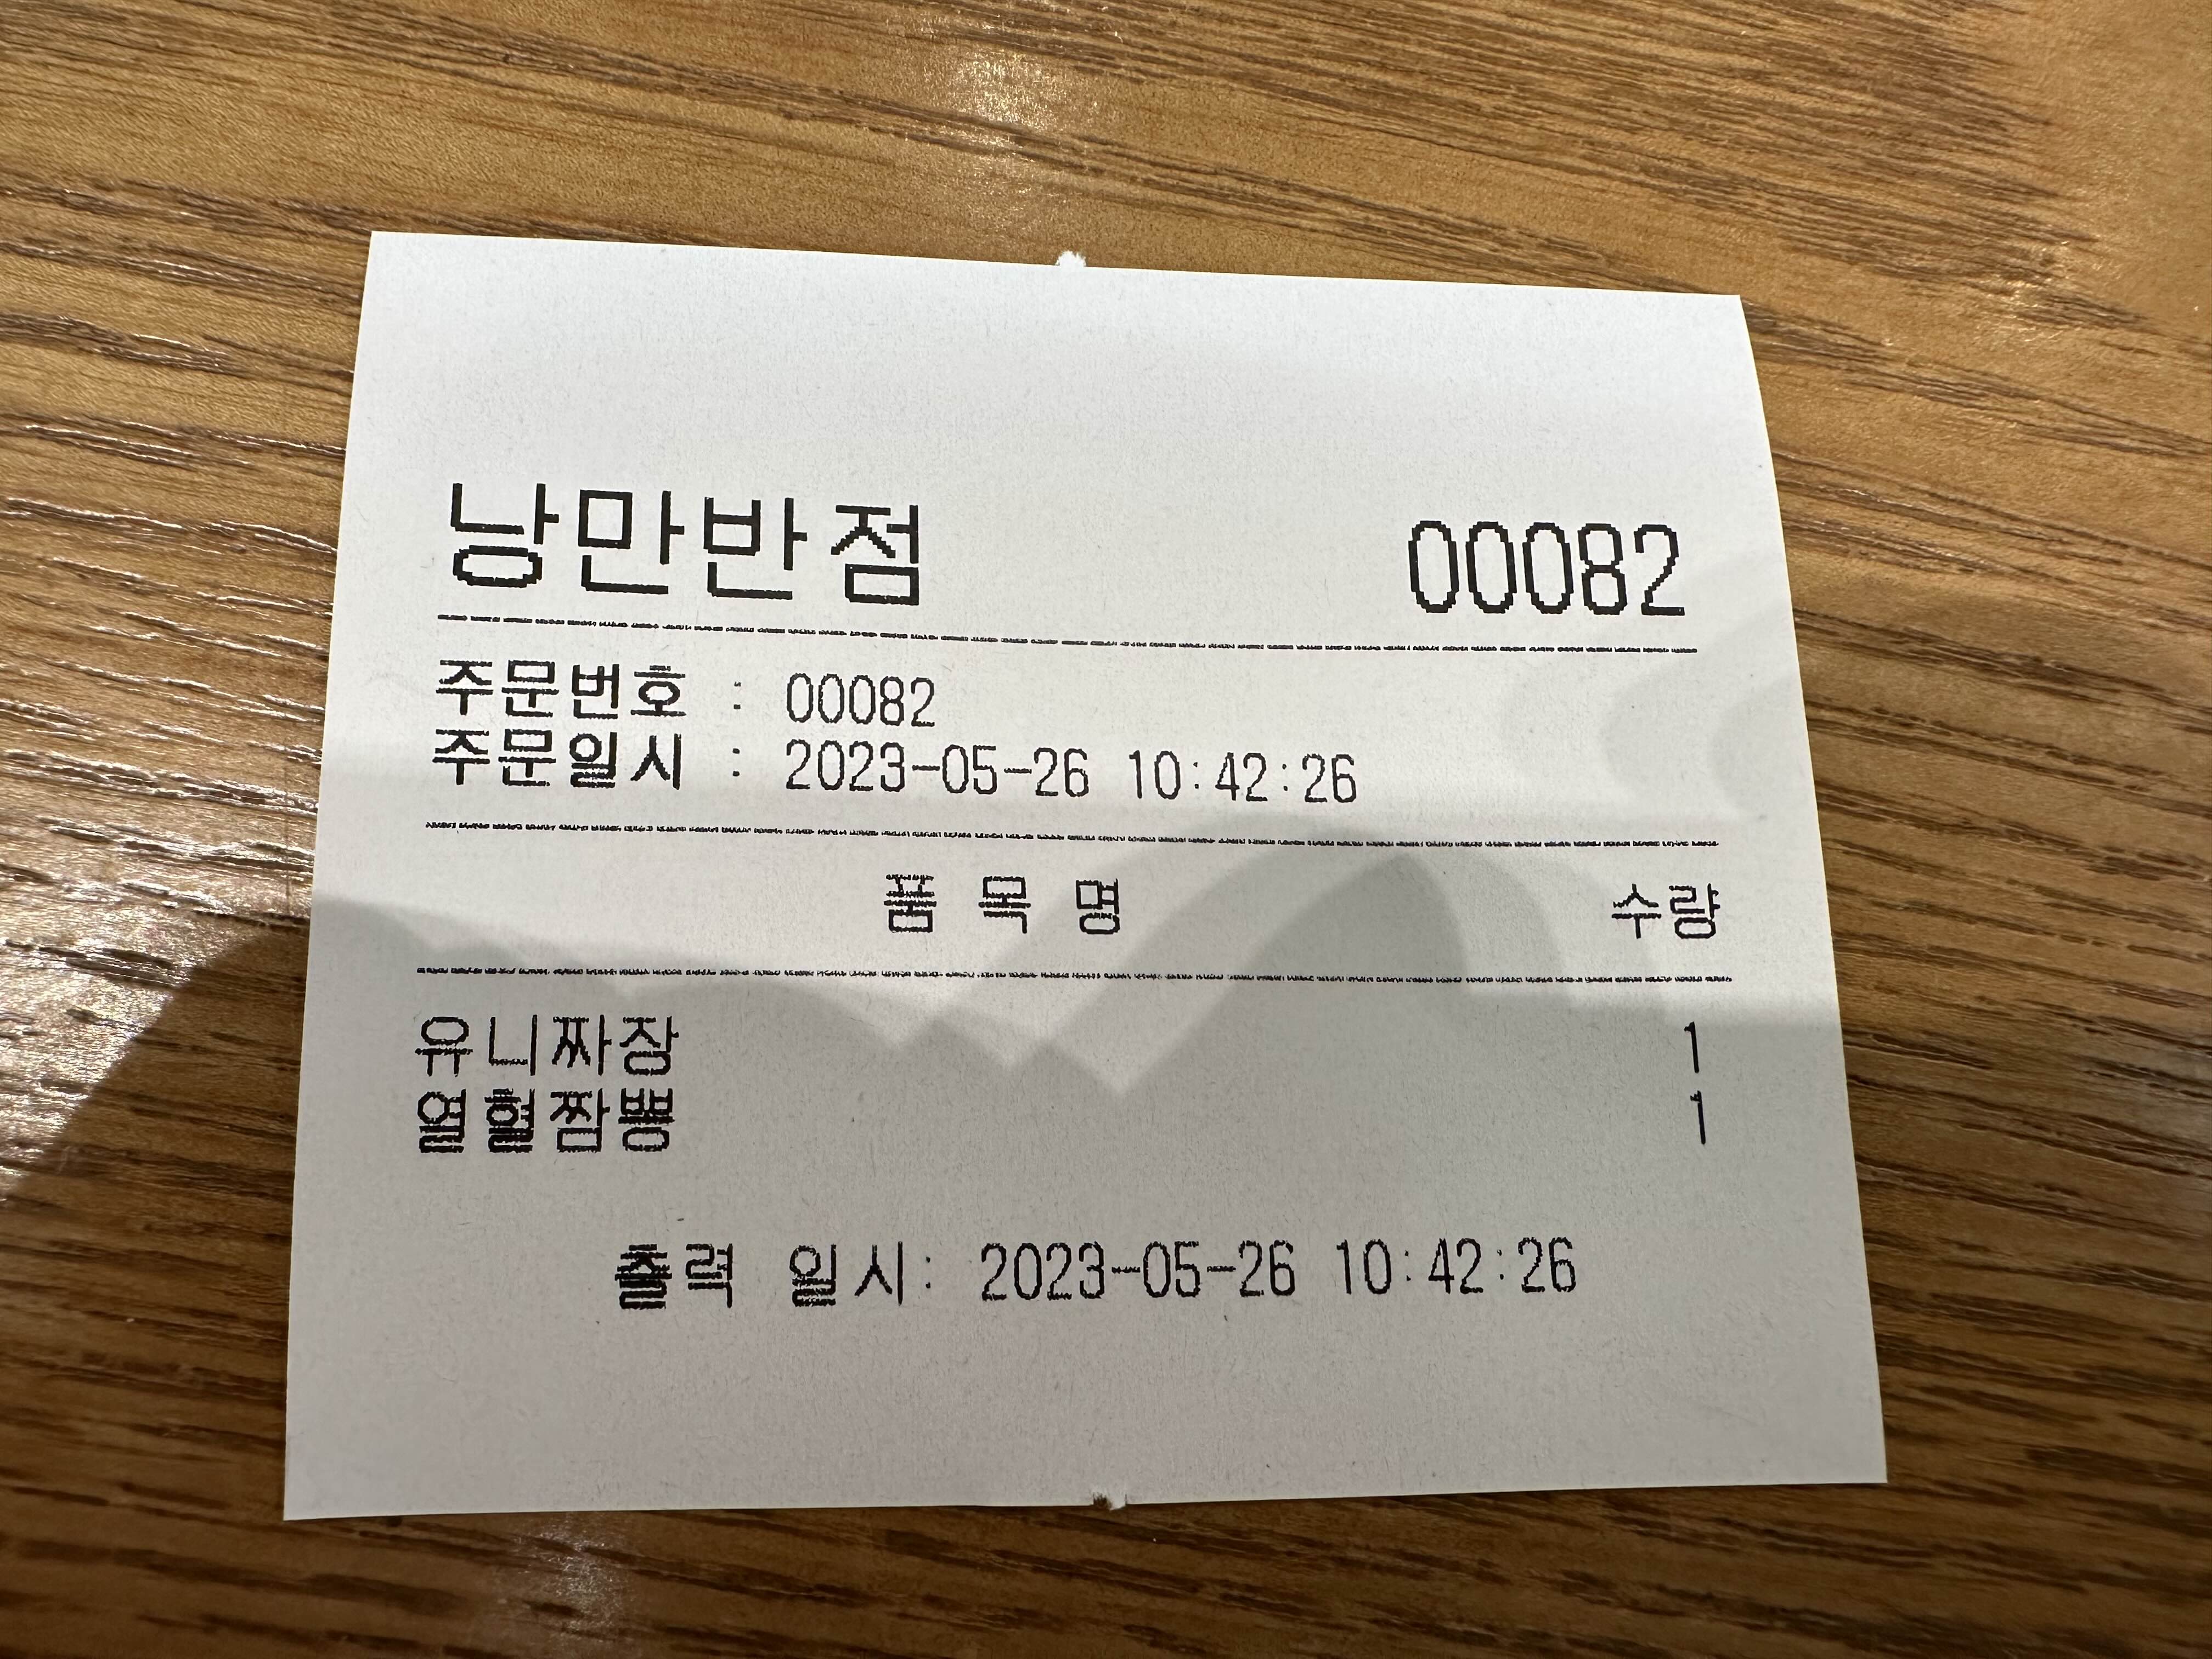 낭만반점 00082
주문번호 : 00082
주문일시 : 2023-05-26 10:42:26
품 목 명 수량
유니짜장 1
열혈짬뽕 1
출력 일시: 2023-05-26 10:42:26